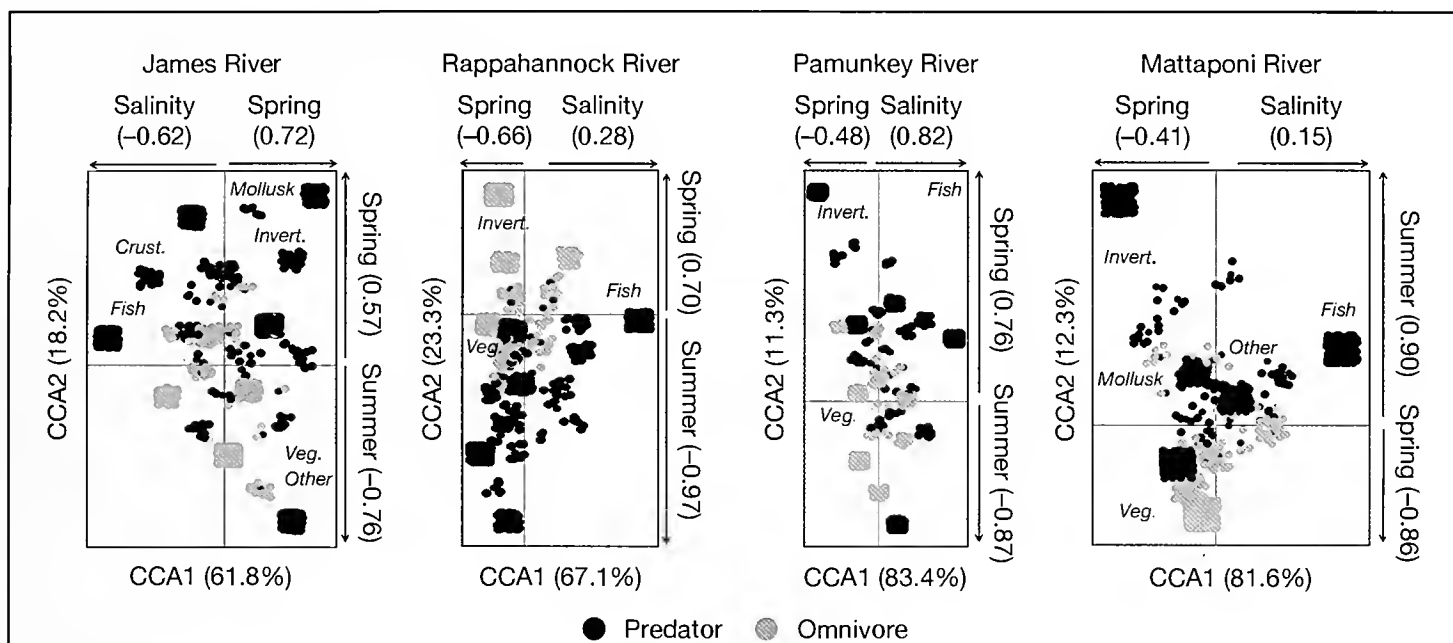 James River
Salinity
(–0.62)
Spring
(0.72)
Mollusk
Crust.
Invert.
Fish
Veg.
Other
CCA2 (18.2%)
Spring (0.57)
Summer (–0.76)
CCA1 (61.8%)
Rappahannock River
Spring
(–0.66)
Salinity
(0.28)
Invert.
Fish
Veg.
CCA2 (23.3%)
Spring (0.70)
Summer (–0.97)
CCA1 (67.1%)
Pamunkey River
Spring
(–0.48)
Salinity
(0.82)
Fish
Invert.
Veg.
CCA2 (11.3%)
Spring (0.76)
Summer (–0.87)
CCA1 (83.4%)
Mattaponi River
Spring
(–0.41)
Salinity
(0.15)
Invert.
Fish
Other
Mollusk
Veg.
CCA2 (12.3%)
Summer (0.90)
Spring (–0.86)
CCA1 (81.6%)
Predator
Omnivore